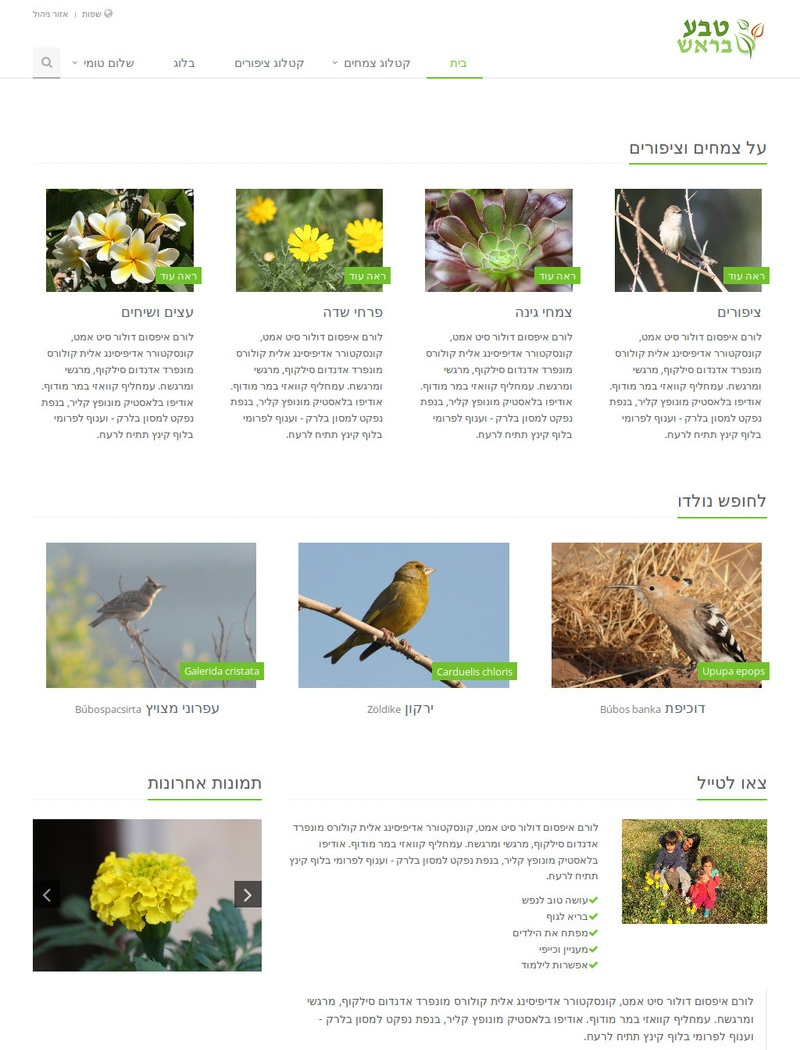 שפות | אזור ניהול
טבע
בראש
בית
קטלוג צמחים
קטלוג ציפורים
בלוג
שלום טומי
על צמחים וציפורים
ראה עוד
ציפורים
לורם איפסום דולור סיט אמט,
קונסקטורר אדיפיסינג אלית קולורס
מונפרד אדנדום סילקוף, מרגשי
ומרגשח. עמחליף קוואזי במר מודוף.
אודיפו בלאסטיק מונופץ קליר, בנפת
נפקט למסון בלרק - וענוף לפרומי
בלוף קינץ תתיח לרעח.
ראה עוד
צמחי גינה
לורם איפסום דולור סיט אמט,
קונסקטורר אדיפיסינג אלית קולורס
מונפרד אדנדום סילקוף, מרגשי
ומרגשח. עמחליף קוואזי במר מודוף.
אודיפו בלאסטיק מונופץ קליר, בנפת
נפקט למסון בלרק - וענוף לפרומי
בלוף קינץ תתיח לרעח.
ראה עוד
פרחי שדה
לורם איפסום דולור סיט אמט,
קונסקטורר אדיפיסינג אלית קולורס
מונפרד אדנדום סילקוף, מרגשי
ומרגשח. עמחליף קוואזי במר מודוף.
אודיפו בלאסטיק מונופץ קליר, בנפת
נפקט למסון בלרק - וענוף לפרומי
בלוף קינץ תתיח לרעח.
ראה עוד
עצים ושיחים
לורם איפסום דולור סיט אמט,
קונסקטורר אדיפיסינג אלית קולורס
מונפרד אדנדום סילקוף, מרגשי
ומרגשח. עמחליף קוואזי במר מודוף.
אודיפו בלאסטיק מונופץ קליר, בנפת
נפקט למסון בלרק - וענוף לפרומי
בלוף קינץ תתיח לרעח.
לחופש נולדו
Upupa epops
דוכיפת Búbos banka
Carduelis chloris
ירקון Zöldike
Galerida cristata
עפרוני מצויץ Búbospacsirta
צאו לטייל
לורם איפסום דולור סיט אמט, קונסקטורר אדיפיסינג אלית קולורס מונפרד
אדנדום סילקוף, מרגשי ומרגשח. עמחליף קוואזי במר מודוף. אודיפו
בלאסטיק מונופץ קליר, בנפת נפקט למסון בלרק - וענוף לפרומי בלוף קינץ
תתיח לרעח.
עושה טוב לנפש
בריא לגוף
מפתח את הילדים
מעניין וכייפי
אפשרות לילמוד
לורם איפסום דולור סיט אמט, קונסקטורר אדיפיסינג אלית קולורס מונפרד אדנדום סילקוף, מרגשי
ומרגשח. עמחליף קוואזי במר מודוף. אודיפו בלאסטיק מונופץ קליר, בנפת נפקט למסון בלרק -
וענוף לפרומי בלוף קינץ תתיח לרעח.
תמונות אחרונות